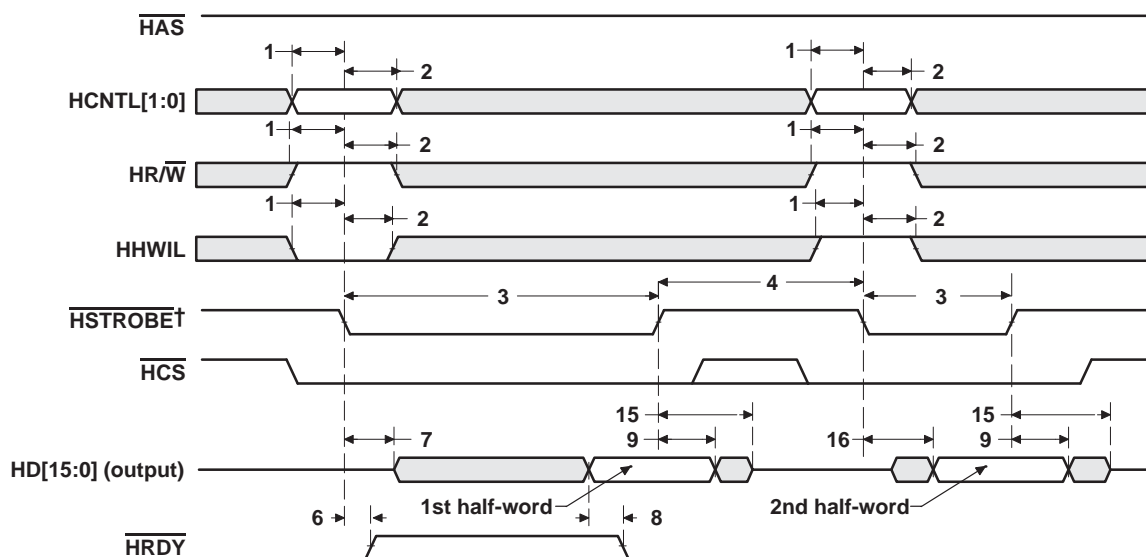 HAS
1 1
2 2
HCNTL[1:0]
1 1
2 2
HR/W
1 1
2 2
HHWIL
3 4 3
HSTROBE†
HCS
15 15
7 9 16 9
HD[15:0] (output)
1st half-word 2nd half-word
6 8
HRDY